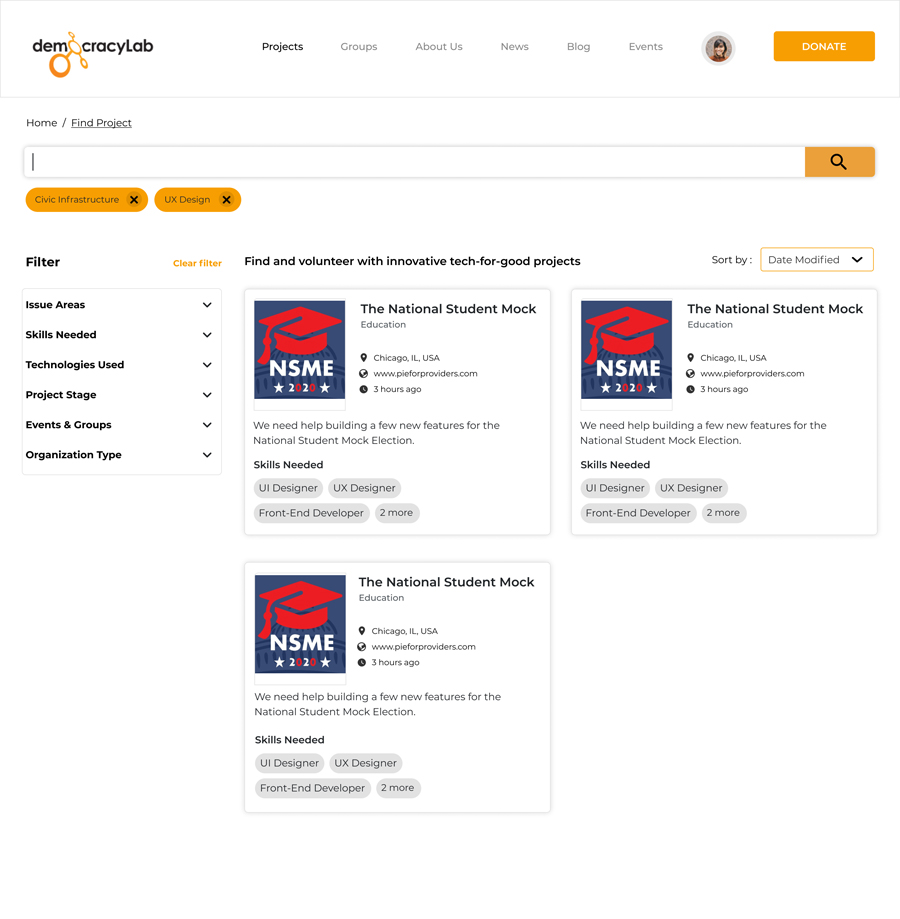 democracyLab
Projects Groups About Us News Blog Events DONATE
Home / Find Project
Civic Infrastructure UX Design
Filter Clear filter
Find and volunteer with innovative tech-for-good projects
Sort by : Date Modified
Issue Areas
Skills Needed
Technologies Used
Project Stage
Events & Groups
Organization Type
NSME
2020
The National Student Mock
Education
Chicago, IL, USA
www.pieforproviders.com
3 hours ago
We need help building a few new features for the
National Student Mock Election.
Skills Needed
UI Designer UX Designer
Front-End Developer 2 more
NSME
2020
The National Student Mock
Education
Chicago, IL, USA
www.pieforproviders.com
3 hours ago
We need help building a few new features for the
National Student Mock Election.
Skills Needed
UI Designer UX Designer
Front-End Developer 2 more
NSME
2020
The National Student Mock
Education
Chicago, IL, USA
www.pieforproviders.com
3 hours ago
We need help building a few new features for the
National Student Mock Election.
Skills Needed
UI Designer UX Designer
Front-End Developer 2 more